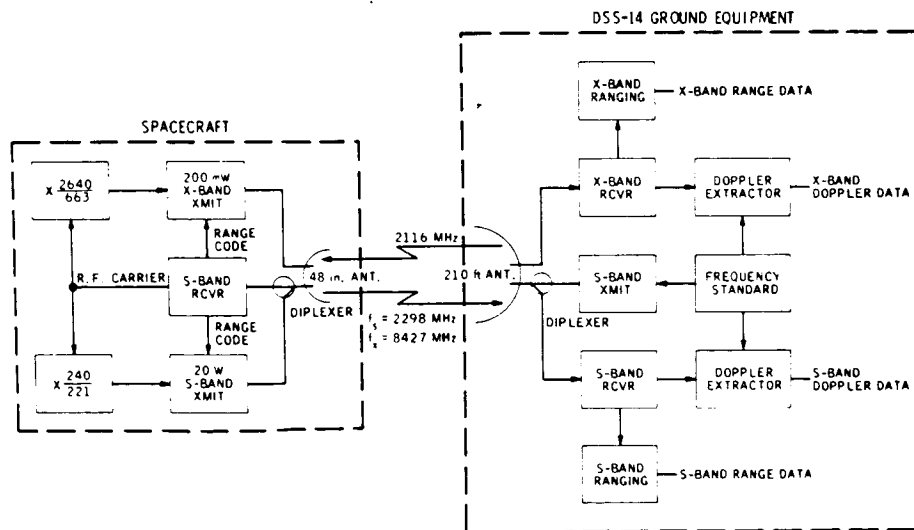 DSS-14 GROUND EQUIPMENT
SPACECRAFT
X 2640
663
200 mW
X-BAND
XMIT
RANGE
CODE
R.F. CARRIER
S-BAND
RCVR
RANGE
CODE
X 240
221
20 W
S-BAND
XMIT
48 in. ANT.
DIPLEXER
2116 MHz
f_s = 2298 MHz
f_x = 8427 MHz
210 ft ANT.
DIPLEXER
X-BAND
RANGING
X-BAND RANGE DATA
X-BAND
RCVR
DOPPLER
EXTRACTOR
X-BAND
DOPPLER DATA
S-BAND
XMIT
FREQUENCY
STANDARD
S-BAND
RCVR
DOPPLER
EXTRACTOR
S-BAND
DOPPLER DATA
S-BAND
RANGING
S-BAND RANGE DATA